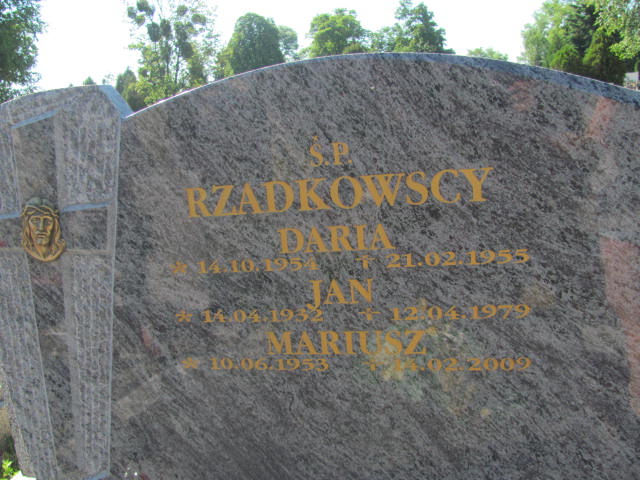 Ś.P.
RZADKOWSCY
DARIA
* 14.10.1954 ✝ 21.02.1955
JAN
* 14.04.1932 ✝ 12.04.1979
MARIUSZ
* 10.06.1953 ✝ 14.02.2009